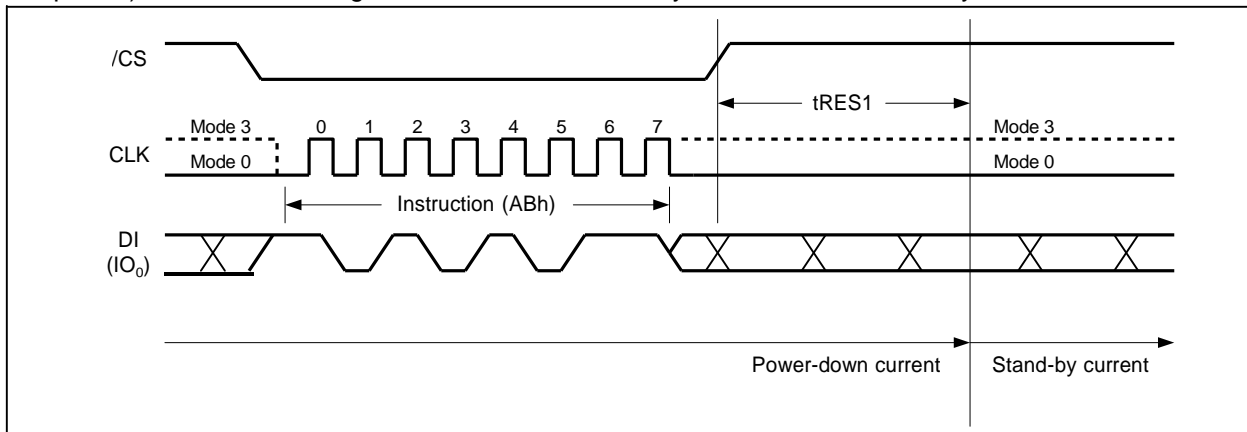 /CS
tRES1
Mode 3
0 1 2 3 4 5 6 7
Mode 3
CLK
Mode 0
Mode 0
Instruction (ABh)
DI
(IO₀)
Power-down current
Stand-by current